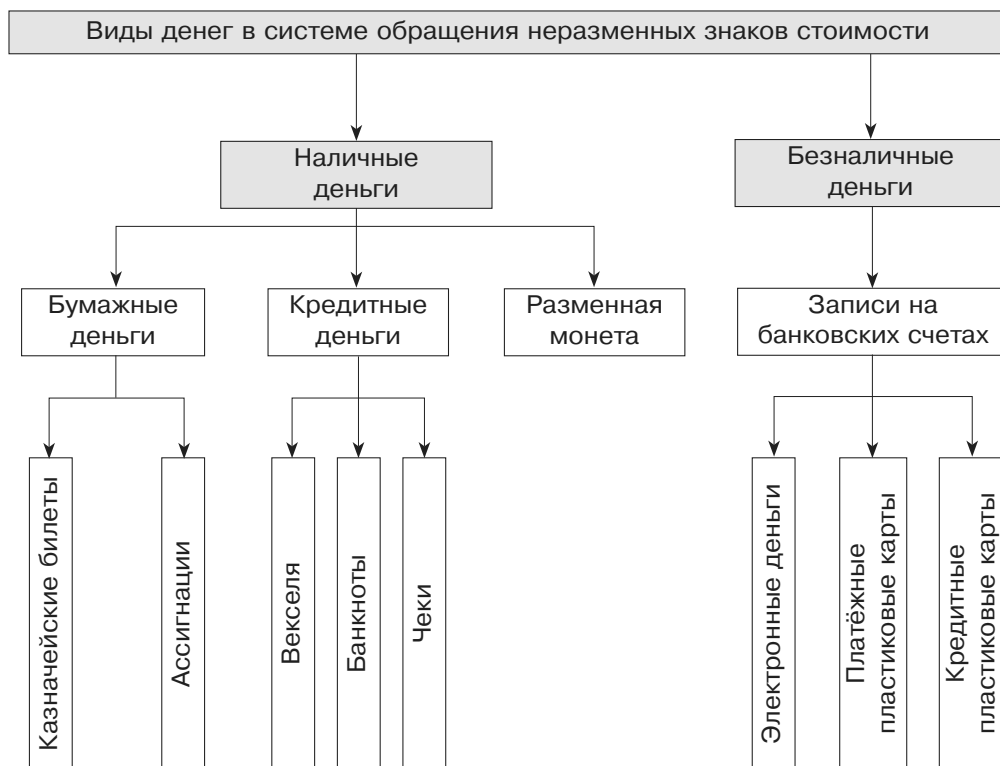 Виды денег в системе обращения неразменных знаков стоимости
Наличные
деньги
Безналичные
деньги
Бумажные
деньги
Кредитные
деньги
Разменная
монета
Записи на
банковских счетах
Казначейские билеты
Ассигнации
Векселя
Банкноты
Чеки
Электронные деньги
Платёжные
пластиковые карты
Кредитные
пластиковые карты